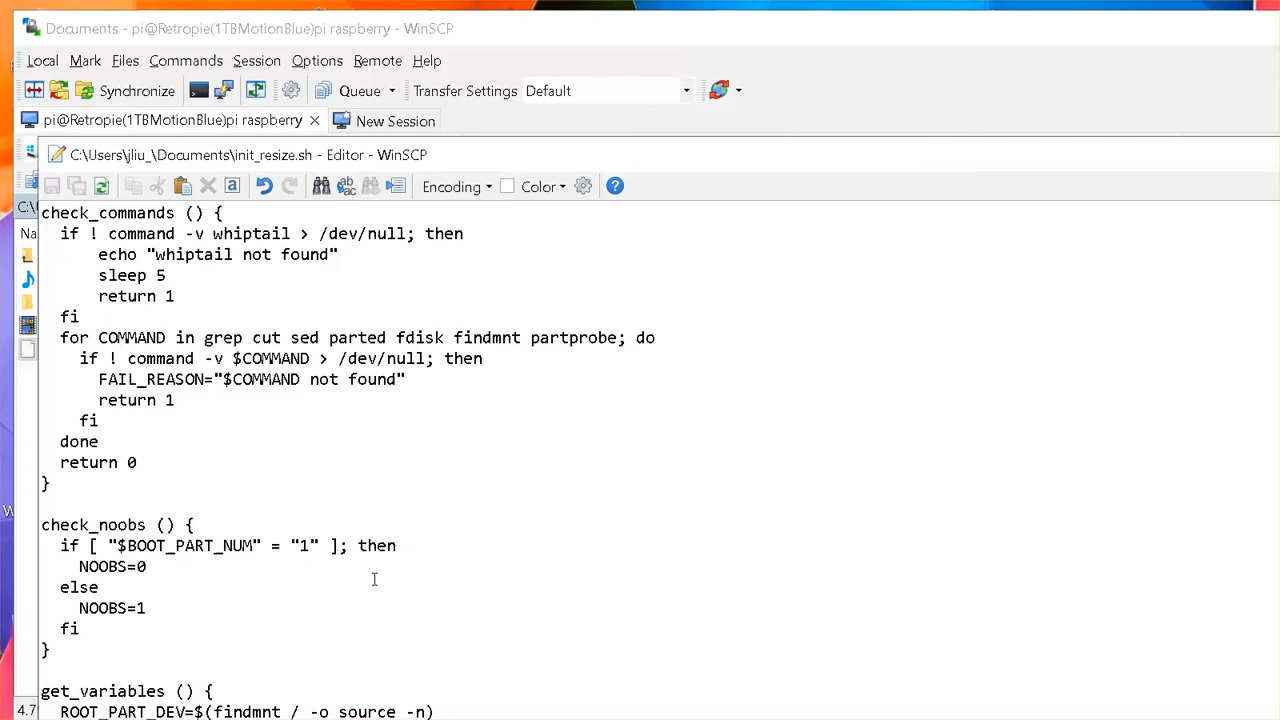 Documents - pi@Retropie(1TBMotionBlue)pi raspberry - WinSCP
Local Mark Files Commands Session Options Remote Help
Synchronize Queue Transfer Settings Default
pi@Retropie(1TBMotionBlue)pi raspberry × New Session
C:\Users\jliu_\Documents\init_resize.sh - Editor - WinSCP
Encoding Color
C:\
Na
check_commands () {
  if ! command -v whiptail > /dev/null; then
      echo "whiptail not found"
      sleep 5
      return 1
  fi
  for COMMAND in grep cut sed parted fdisk findmnt partprobe; do
    if ! command -v $COMMAND > /dev/null; then
      FAIL_REASON="$COMMAND not found"
      return 1
    fi
  done
  return 0
}
check_noobs () {
  if [ "$BOOT_PART_NUM" = "1" ]; then
    NOOBS=0
  else
    NOOBS=1
  fi
}
get_variables () {
  ROOT_PART_DEV=$(findmnt / -o source -n)
4.7